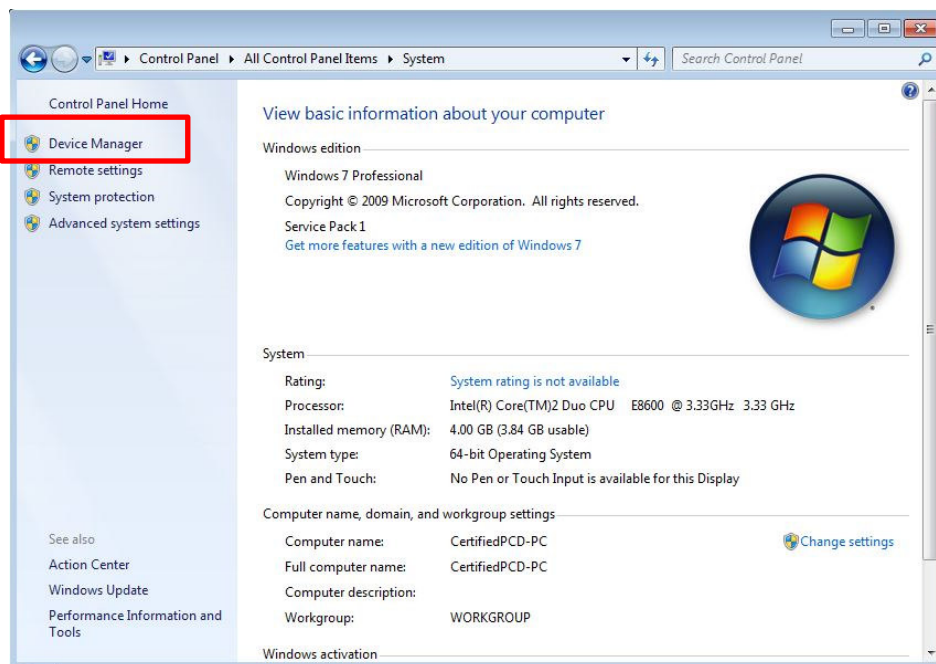 Control Panel ▸ All Control Panel Items ▸ System
Search Control Panel
Control Panel Home
Device Manager
Remote settings
System protection
Advanced system settings
See also
Action Center
Windows Update
Performance Information and
Tools
View basic information about your computer
Windows edition
Windows 7 Professional
Copyright © 2009 Microsoft Corporation. All rights reserved.
Service Pack 1
Get more features with a new edition of Windows 7
System
Rating: System rating is not available
Processor: Intel(R) Core(TM)2 Duo CPU E8600 @ 3.33GHz 3.33 GHz
Installed memory (RAM): 4.00 GB (3.84 GB usable)
System type: 64-bit Operating System
Pen and Touch: No Pen or Touch Input is available for this Display
Computer name, domain, and workgroup settings
Computer name: CertifiedPCD-PC
Change settings
Full computer name: CertifiedPCD-PC
Computer description:
Workgroup: WORKGROUP
Windows activation